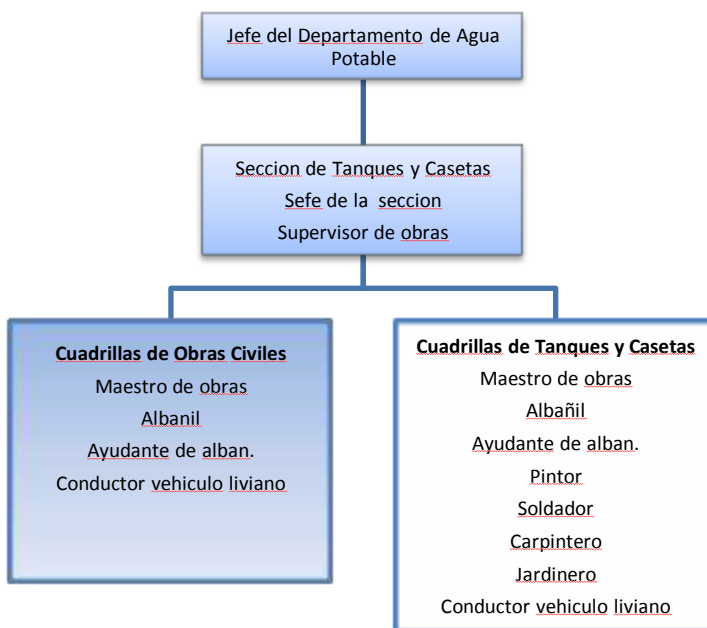 Jefe del Departamento de Agua
Potable
Seccion de Tanques y Casetas
Sefe de la seccion
Supervisor de obras
Cuadrillas de Obras Civiles
Maestro de obras
Albanil
Ayudante de alban.
Conductor vehiculo liviano
Cuadrillas de Tanques y Casetas
Maestro de obras
Albañil
Ayudante de alban.
Pintor
Soldador
Carpintero
Jardinero
Conductor vehiculo liviano